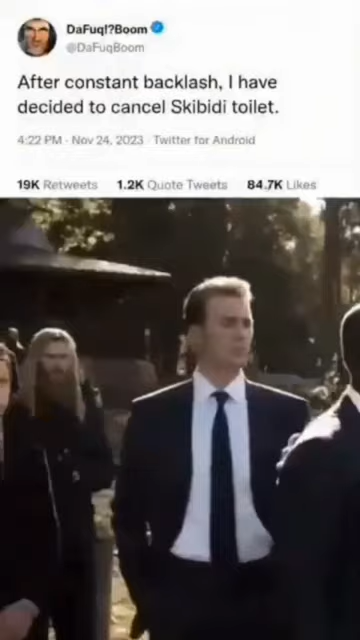 DaFuq!?Boom
@DaFuqBoom
After constant backlash, I have
decided to cancel Skibidi toilet.
4:22 PM · Nov 24, 2023 · Twitter for Android
19K Retweets 1.2K Quote Tweets 84.7K Likes